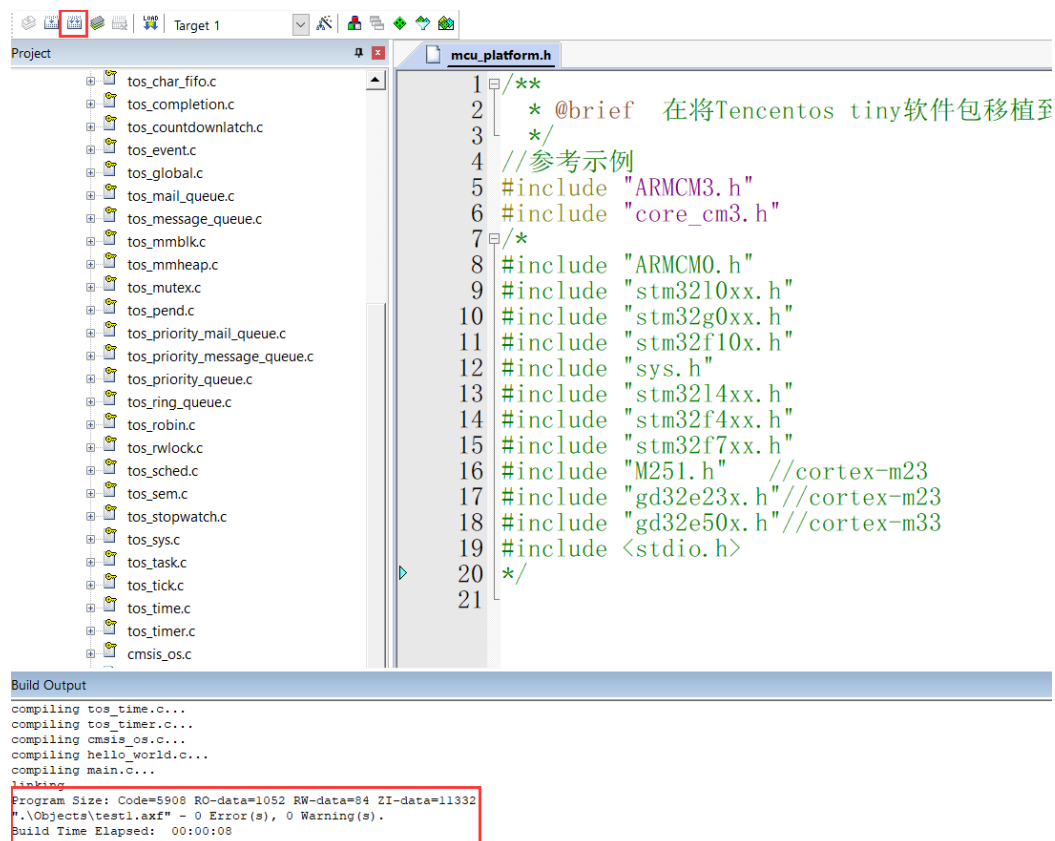 LOAD
Target 1
Project
mcu_platform.h
tos_char_fifo.c
tos_completion.c
tos_countdownlatch.c
tos_event.c
tos_global.c
tos_mail_queue.c
tos_message_queue.c
tos_mmblk.c
tos_mmheap.c
tos_mutex.c
tos_pend.c
tos_priority_mail_queue.c
tos_priority_message_queue.c
tos_priority_queue.c
tos_ring_queue.c
tos_robin.c
tos_rwlock.c
tos_sched.c
tos_sem.c
tos_stopwatch.c
tos_sys.c
tos_task.c
tos_tick.c
tos_time.c
tos_timer.c
cmsis_os.c
1 /**
2 * @brief 在将Tencentos tiny软件包移植到
3 */
4 //参考示例
5 #include "ARMCM3.h"
6 #include "core_cm3.h"
7 /*
8 #include "ARMCM0.h"
9 #include "stm32l0xx.h"
10 #include "stm32g0xx.h"
11 #include "stm32f10x.h"
12 #include "sys.h"
13 #include "stm32l4xx.h"
14 #include "stm32f4xx.h"
15 #include "stm32f7xx.h"
16 #include "M251.h" //cortex-m23
17 #include "gd32e23x.h"//cortex-m23
18 #include "gd32e50x.h"//cortex-m33
19 #include <stdio.h>
20 */
21
Build Output
compiling tos_time.c...
compiling tos_timer.c...
compiling cmsis_os.c...
compiling hello_world.c...
compiling main.c...
linking...
Program Size: Code=5908 RO-data=1052 RW-data=84 ZI-data=11332
".\Objects\test1.axf" - 0 Error(s), 0 Warning(s).
Build Time Elapsed: 00:00:08